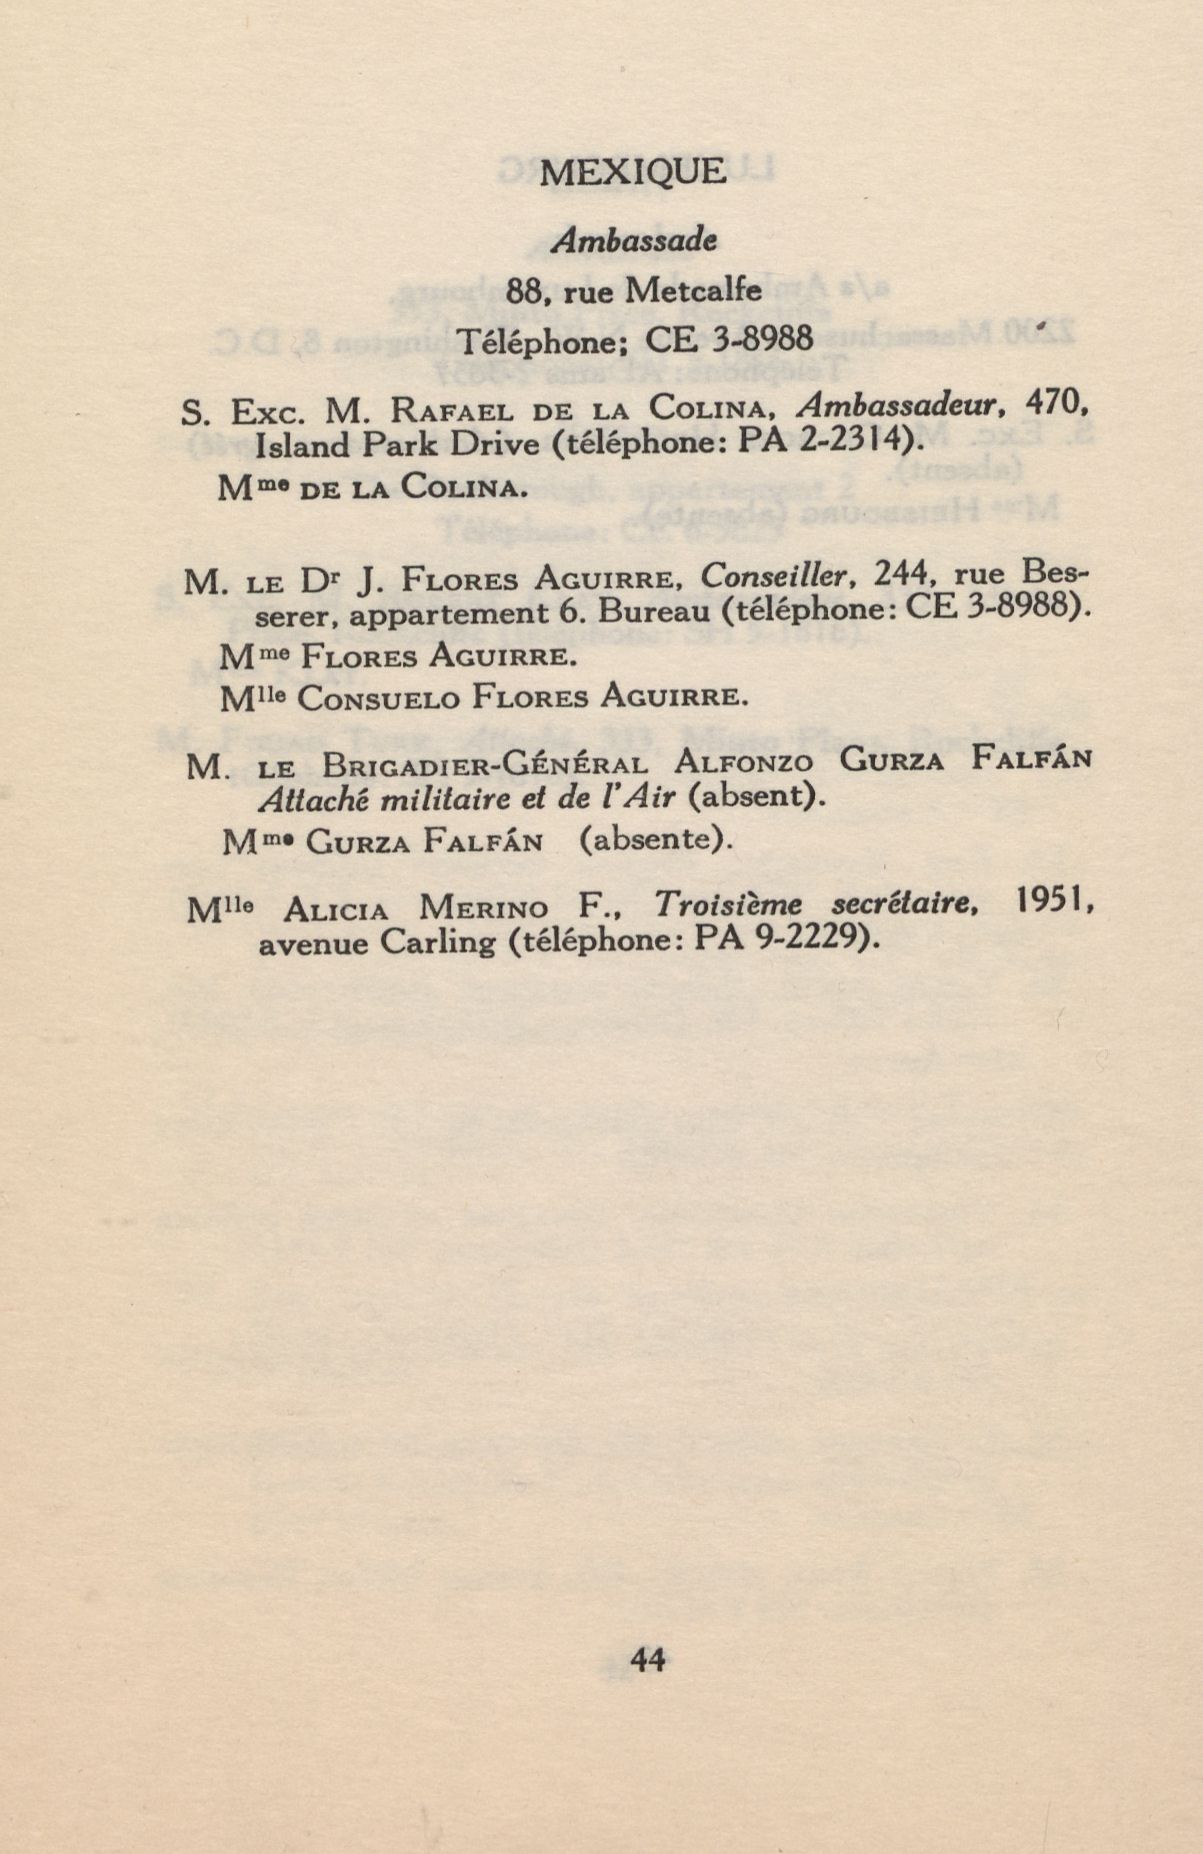 MEXIQUE
Ambassade
88, rue Metcalfe
Téléphone; CE 3-8988
S. Exc. M. Rafael de la Colina, Ambassadeur, 470,
Island Park Drive (téléphone: PA 2-2314).
Mme de la Colina.
M. le Dr J. Flores Aguirre, Conseiller, 244, rue Bes-
serer, appartement 6. Bureau (téléphone: CE 3-8988).
Mme Flores Aguirre.
Mlle Consuelo Flores Aguirre.
M. le Brigadier-Général Alfonzo Gurza Falfán
Attaché militaire et de l'Air (absent).
Mme Gurza Falfán (absente).
Mlle Alicia Merino F., Troisième secrétaire, 1951,
avenue Carling (téléphone: PA 9-2229).
44